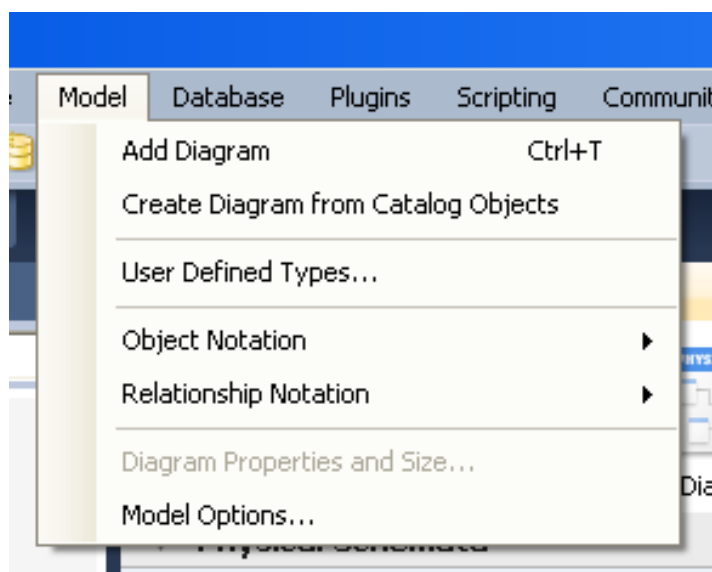 Model Database Plugins Scripting
Add Diagram Ctrl+T
Create Diagram from Catalog Objects
User Defined Types...
Object Notation
Relationship Notation
Diagram Properties and Size...
Model Options...